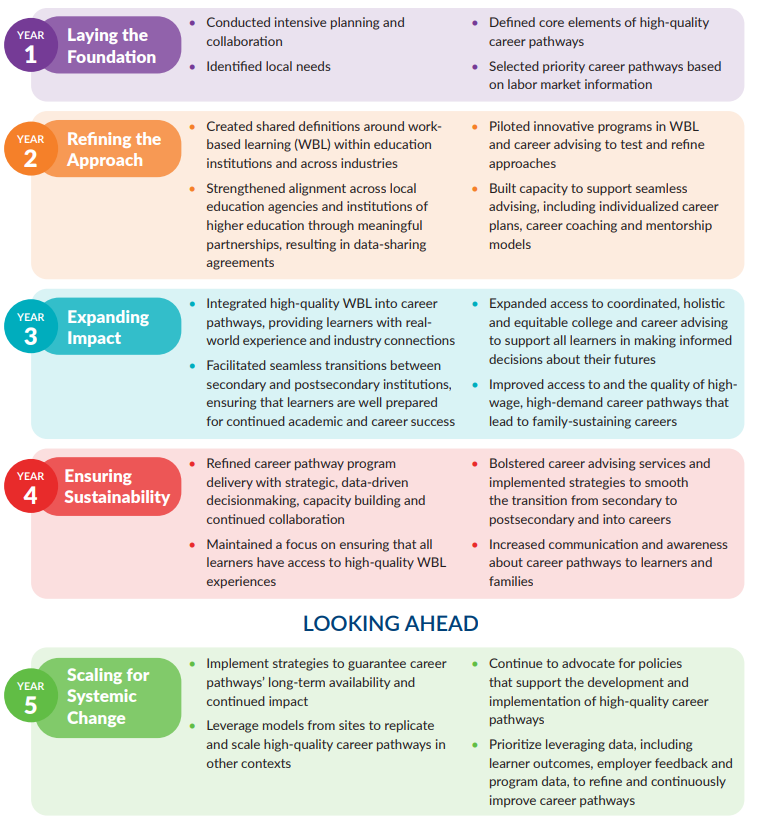 YEAR
1
Laying the
Foundation
• Conducted intensive planning and
collaboration
• Identified local needs
• Defined core elements of high-quality
career pathways
• Selected priority career pathways based
on labor market information
YEAR
2
Refining the
Approach
• Created shared definitions around work-
based learning (WBL) within education
institutions and across industries
• Strengthened alignment across local
education agencies and institutions of
higher education through meaningful
partnerships, resulting in data-sharing
agreements
• Piloted innovative programs in WBL
and career advising to test and refine
approaches
• Built capacity to support seamless
advising, including individualized career
plans, career coaching and mentorship
models
YEAR
3
Expanding
Impact
• Integrated high-quality WBL into career
pathways, providing learners with real-
world experience and industry connections
• Facilitated seamless transitions between
secondary and postsecondary institutions,
ensuring that learners are well prepared
for continued academic and career success
• Expanded access to coordinated, holistic
and equitable college and career advising
to support all learners in making informed
decisions about their futures
• Improved access to and the quality of high-
wage, high-demand career pathways that
lead to family-sustaining careers
YEAR
4
Ensuring
Sustainability
• Refined career pathway program
delivery with strategic, data-driven
decisionmaking, capacity building and
continued collaboration
• Maintained a focus on ensuring that all
learners have access to high-quality WBL
experiences
• Bolstered career advising services and
implemented strategies to smooth
the transition from secondary to
postsecondary and into careers
• Increased communication and awareness
about career pathways to learners and
families
LOOKING AHEAD
YEAR
5
Scaling for
Systemic
Change
• Implement strategies to guarantee career
pathways' long-term availability and
continued impact
• Leverage models from sites to replicate
and scale high-quality career pathways in
other contexts
• Continue to advocate for policies
that support the development and
implementation of high-quality career
pathways
• Prioritize leveraging data, including
learner outcomes, employer feedback and
program data, to refine and continuously
improve career pathways